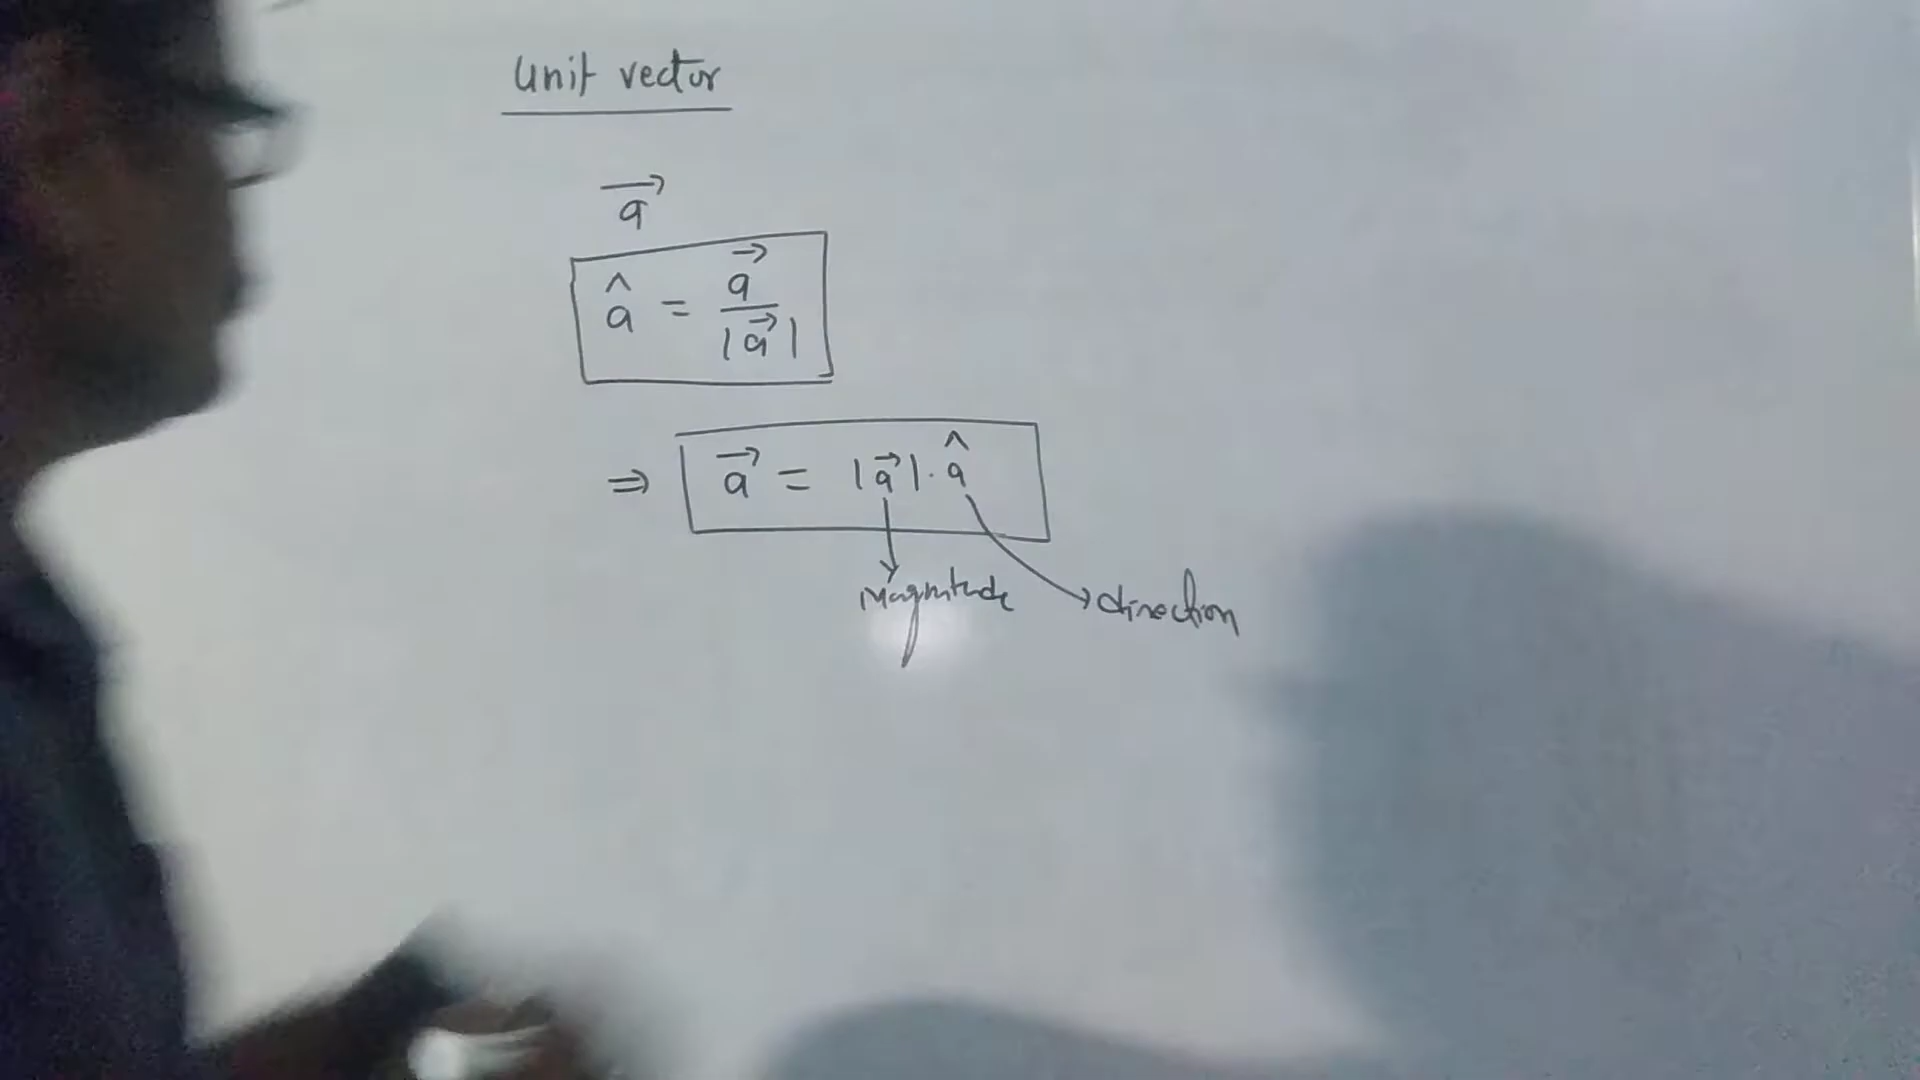 Unit vector
→a
â = →a / |→a|
⇒ →a = |→a| . â
Magnitude → direction